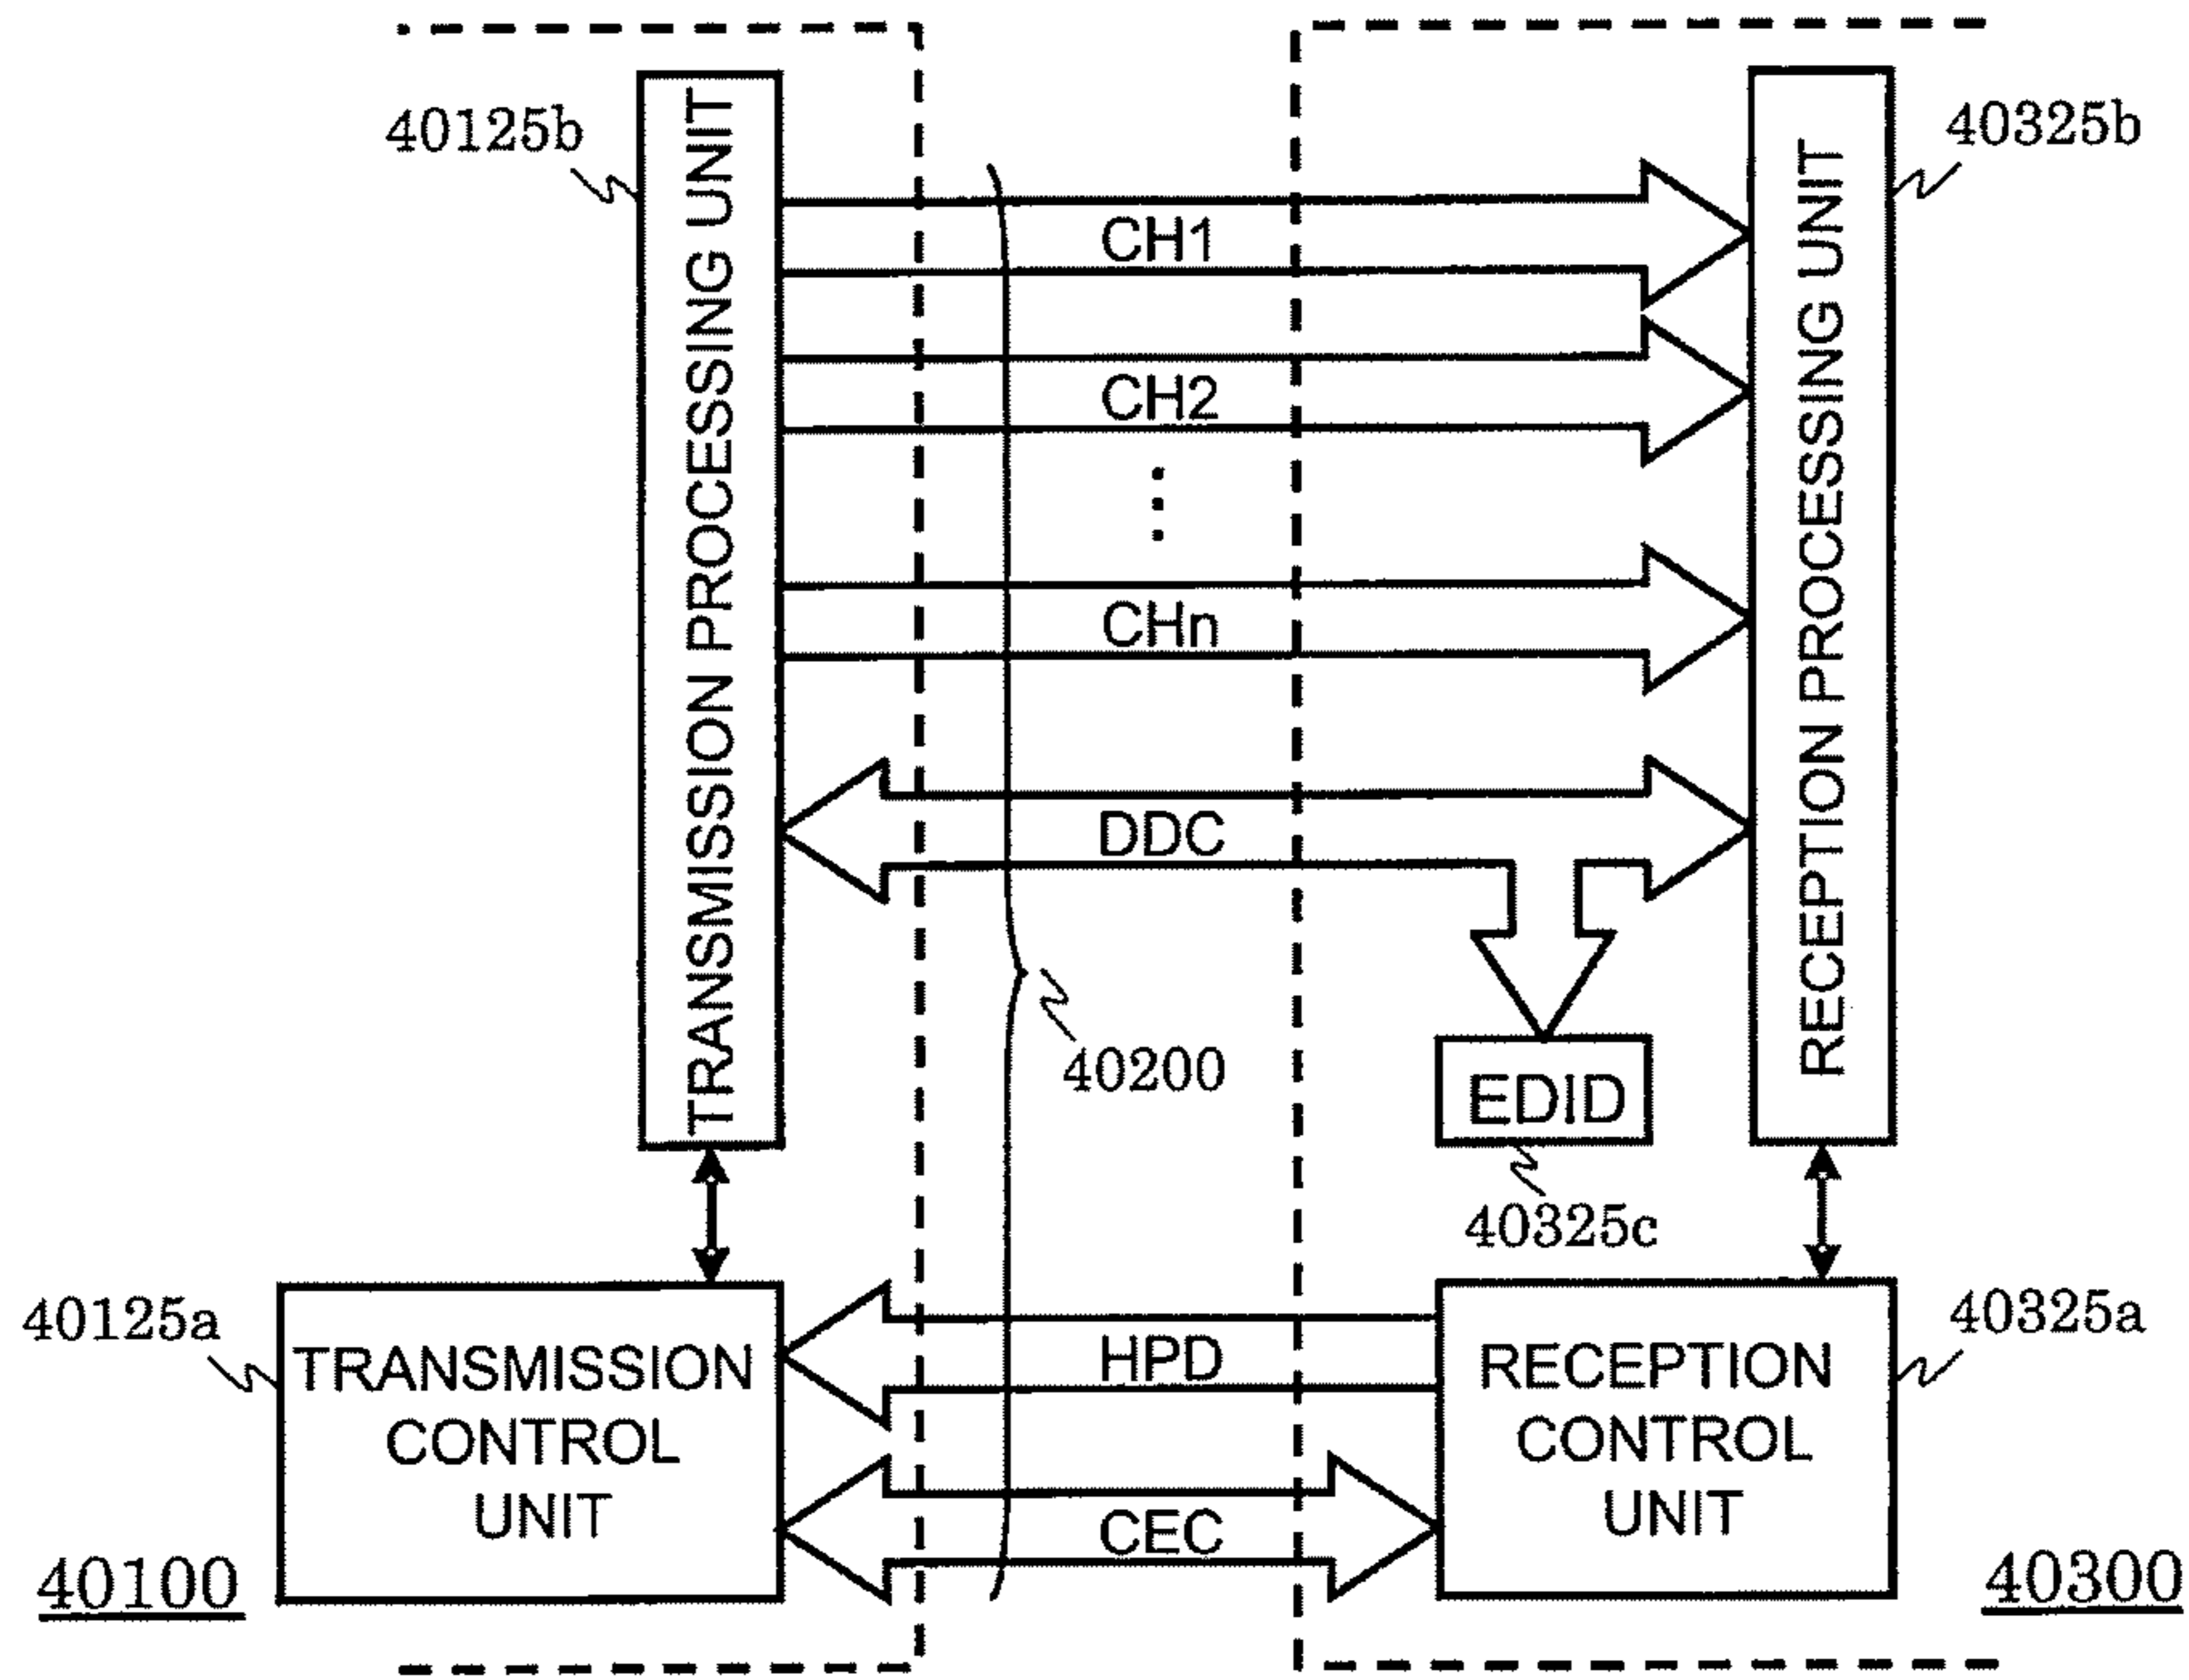 40125b
TRANSMISSION PROCESSING UNIT
40325b
RECEPTION PROCESSING UNIT
CH1
CH2
CHn
DDC
40200
EDID
40325c
40125a
TRANSMISSION
CONTROL
UNIT
HPD
CEC
40325a
RECEPTION
CONTROL
UNIT
40100
40300